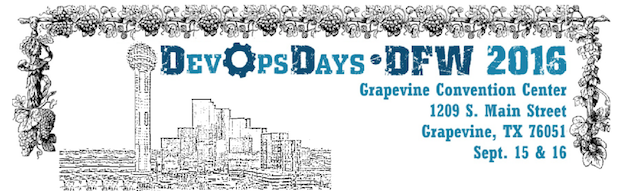 DevOpsDays • DFW 2016
Grapevine Convention Center
1209 S. Main Street
Grapevine, TX 76051
Sept. 15 & 16